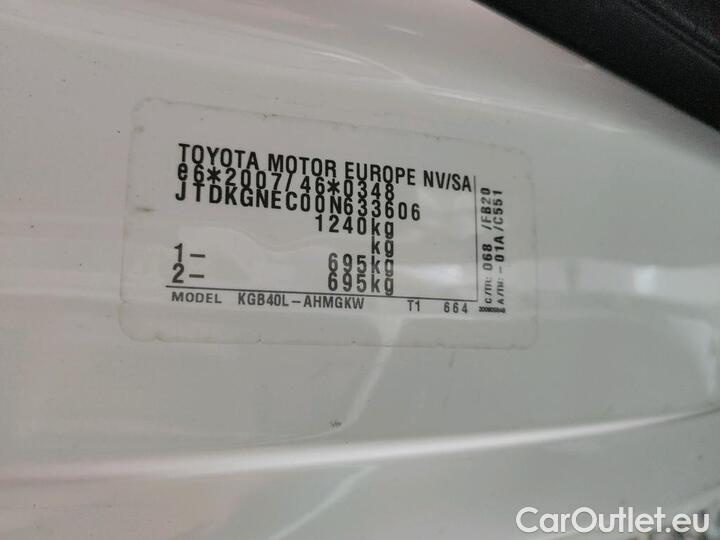 TOYOTA MOTOR EUROPE NV/SA
e6*2007/46*0348
JTDKGNEC00N633606
1240kg
kg
1- 695kg
2- 695kg
MODEL KGB40L-AHMGKW T1 664
C/TR: 068 /FB20
A/TM: -01A/C551
CarOutlet.eu